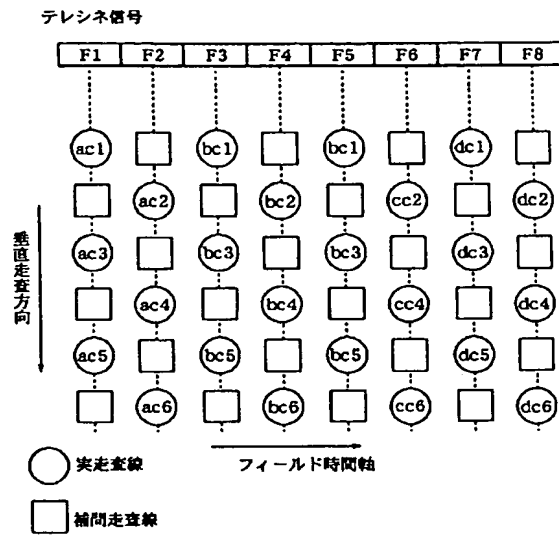 テレシネ信号
F1 F2 F3 F4 F5 F6 F7 F8
ac1 bc1 bc1 dc1
ac2 bc2 cc2 dc2
ac3 bc3 bc3 dc3
ac4 bc4 cc4 dc4
ac5 bc5 bc5 dc5
ac6 bc6 cc6 dc6
垂直走査方向
フィールド時間軸
実走査線
補間走査線